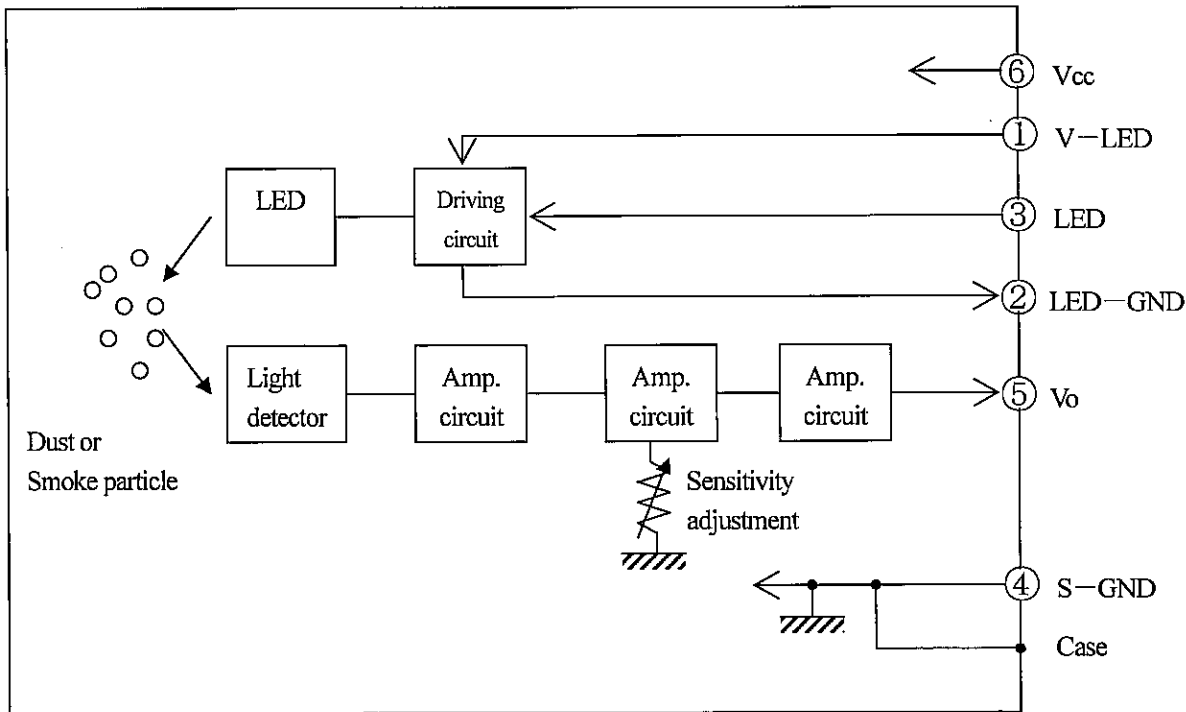 ⑥ Vcc
① V-LED
LED
Driving
circuit
③ LED
② LED-GND
Light
detector
Amp.
circuit
Amp.
circuit
Amp.
circuit
⑤ Vo
Dust or
Smoke particle
Sensitivity
adjustment
④ S-GND
Case